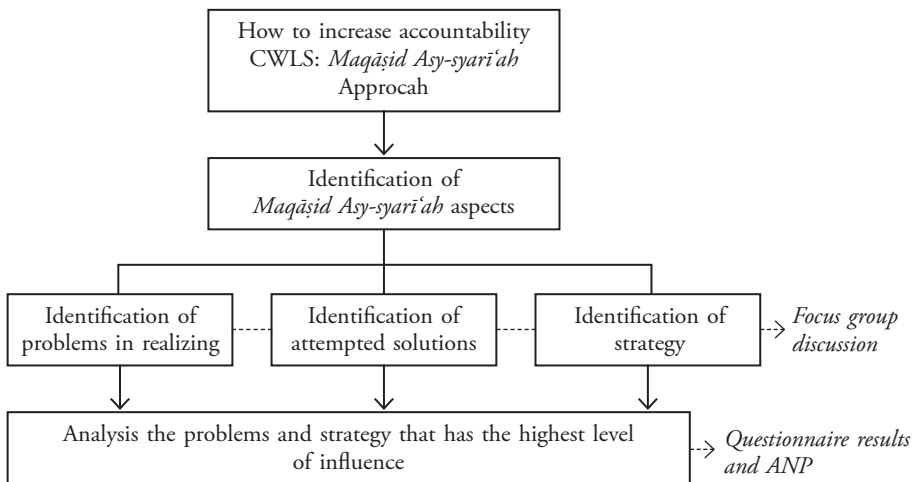 How to increase accountability
CWLS: Maqāṣid Asy-syarī‘ah
Approcah
Identification of
Maqāṣid Asy-syarī‘ah aspects
Identification of
problems in realizing
Identification of
attempted solutions
Identification of
strategy
Focus group
discussion
Analysis the problems and strategy that has the highest level
of influence
Questionnaire results
and ANP